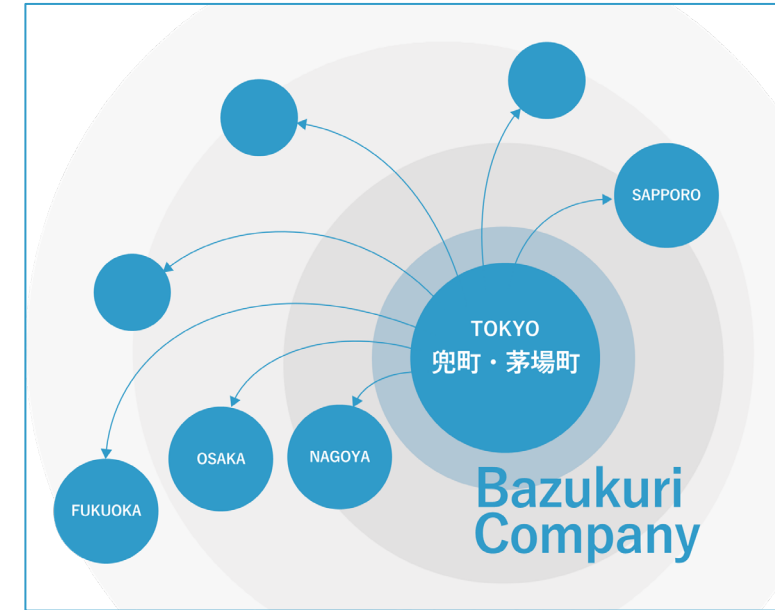 SAPPORO
TOKYO
兜町・茅場町
NAGOYA
OSAKA
FUKUOKA
Bazukuri
Company